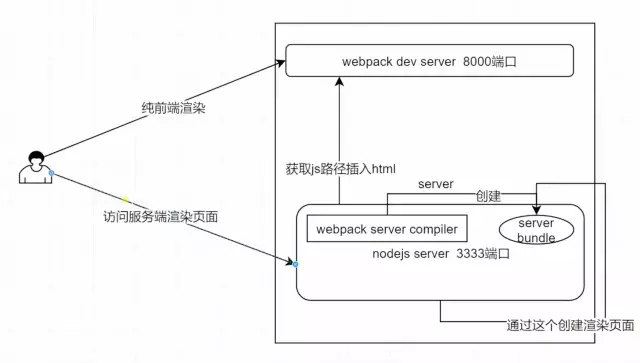 webpack dev server 8000端口
纯前端渲染
获取js路径插入html
server
创建
访问服务端渲染页面
webpack server compiler
server
bundle
nodejs server 3333端口
通过这个创建渲染页面